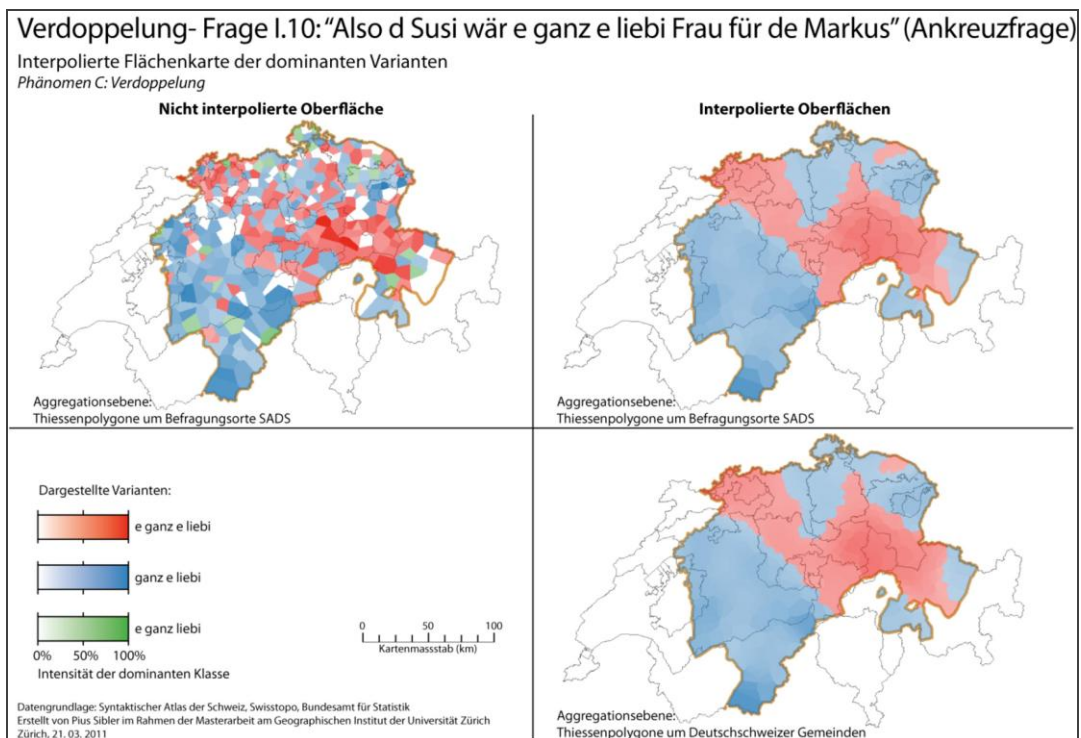 Verdoppelung- Frage I.10: “Also d Susi wär e ganz e liebi Frau für de Markus” (Ankreuzfrage)
Interpolierte Flächenkarte der dominanten Varianten
Phänomen C: Verdoppelung
Nicht interpolierte Oberfläche
Aggregationsebene:
Thiessenpolygone um Befragungsorte SADS
Interpolierte Oberflächen
Aggregationsebene:
Thiessenpolygone um Befragungsorte SADS
Dargestellte Varianten:
e ganz e liebi
ganz e liebi
e ganz liebi
0% 50% 100%
Intensität der dominanten Klasse
0 50 100
Kartenmassstab (km)
Datengrundlage: Syntaktischer Atlas der Schweiz, Swisstopo, Bundesamt für Statistik
Erstellt von Pius Sibler im Rahmen der Masterarbeit am Geographischen Institut der Universität Zürich
Zürich, 21. 03. 2011
Aggregationsebene:
Thiessenpolygone um Deutschschweizer Gemeinden